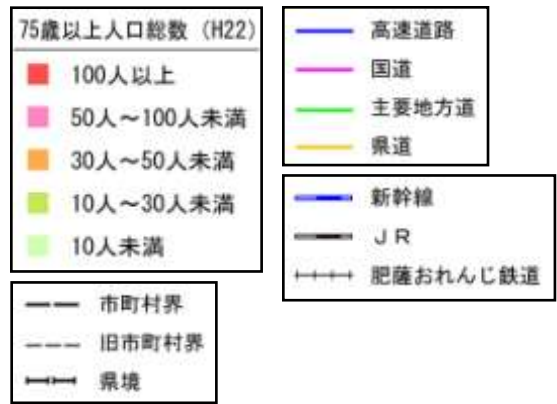 75歳以上人口総数（H22）
100人以上
50人～100人未満
30人～50人未満
10人～30人未満
10人未満
市町村界
旧市町村界
県境
高速道路
国道
主要地方道
県道
新幹線
ＪＲ
肥薩おれんじ鉄道